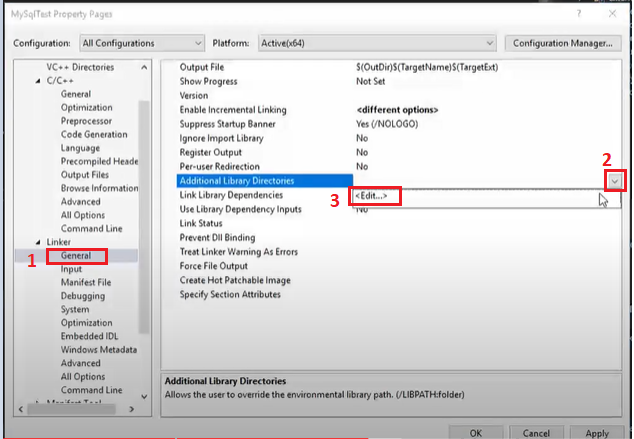 MySqlTest Property Pages
? ×
Configuration: All Configurations Platform: Active(x64) Configuration Manager...
VC++ Directories
C/C++
General
Optimization
Preprocessor
Code Generation
Language
Precompiled Heade
Output Files
Browse Information
Advanced
All Options
Command Line
Linker
1 General
Input
Manifest File
Debugging
System
Optimization
Embedded IDL
Windows Metadata
Advanced
All Options
Command Line
Manifest Tool
Output File $(OutDir)$(TargetName)$(TargetExt)
Show Progress Not Set
Version
Enable Incremental Linking <different options>
Suppress Startup Banner Yes (/NOLOGO)
Ignore Import Library No
Register Output No
Per-user Redirection No
2
Additional Library Directories
Link Library Dependencies 3 <Edit...>
Use Library Dependency Inputs No
Link Status
Prevent Dll Binding
Treat Linker Warning As Errors
Force File Output
Create Hot Patchable Image
Specify Section Attributes
Additional Library Directories
Allows the user to override the environmental library path. (/LIBPATH:folder)
OK Cancel Apply